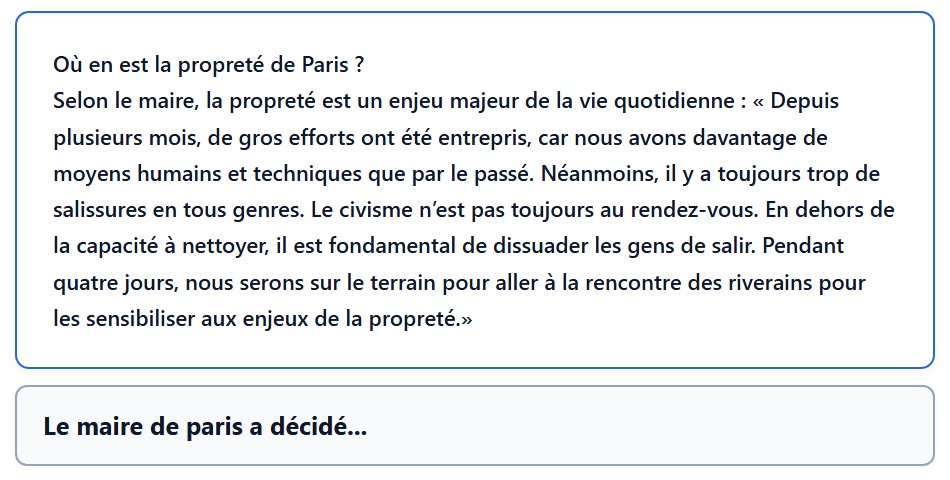 Où en est la propreté de Paris ?
Selon le maire, la propreté est un enjeu majeur de la vie quotidienne : « Depuis
plusieurs mois, de gros efforts ont été entrepris, car nous avons davantage de
moyens humains et techniques que par le passé. Néanmoins, il y a toujours trop de
salissures en tous genres. Le civisme n’est pas toujours au rendez-vous. En dehors de
la capacité à nettoyer, il est fondamental de dissuader les gens de salir. Pendant
quatre jours, nous serons sur le terrain pour aller à la rencontre des riverains pour
les sensibiliser aux enjeux de la propreté.»
Le maire de paris a décidé...